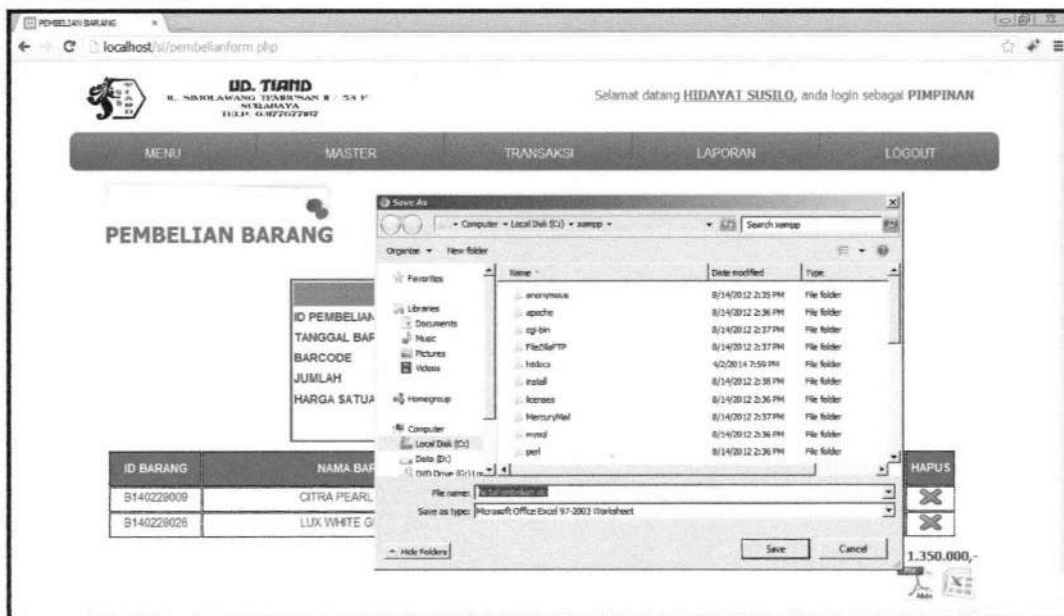 PEMBELIAN BARANG
localhost/si/pembelianform.php
UD. TIAND
SURABAYA
Selamat datang HIDAYAT SUSILO, anda login sebagai PIMPINAN
MENU MASTER TRANSAKSI LAPORAN LOGOUT
PEMBELIAN BARANG
ID PEMBELIAN
TANGGAL BAR
BARCODE
JUMLAH
HARGA SATUA
Save As
Computer Local Disk (C:) xampp
Search xampp
Organize New folder
Favorites
Libraries
Documents
Music
Pictures
Videos
Homegroup
Computer
Local Disk (C:)
Data (D:)
Name Date modified Type
anonymous 8/14/2012 2:35 PM File folder
apache 8/14/2012 2:36 PM File folder
cgi-bin 8/14/2012 2:37 PM File folder
FileZillaFTP 8/14/2012 2:37 PM File folder
htdocs 4/2/2014 7:59 PM File folder
install 8/14/2012 2:38 PM File folder
licenses 8/14/2012 2:36 PM File folder
MercuryMail 8/14/2012 2:37 PM File folder
mysql 8/14/2012 2:36 PM File folder
perl 8/14/2012 2:36 PM File folder
File name:
Save as type: Microsoft Office Excel 97-2003 Worksheet
Hide Folders Save Cancel
ID BARANG NAMA BAR HAPUS
B140229009 CITRA PEARL
B140229026 LUX WHITE G
1.350.000,-